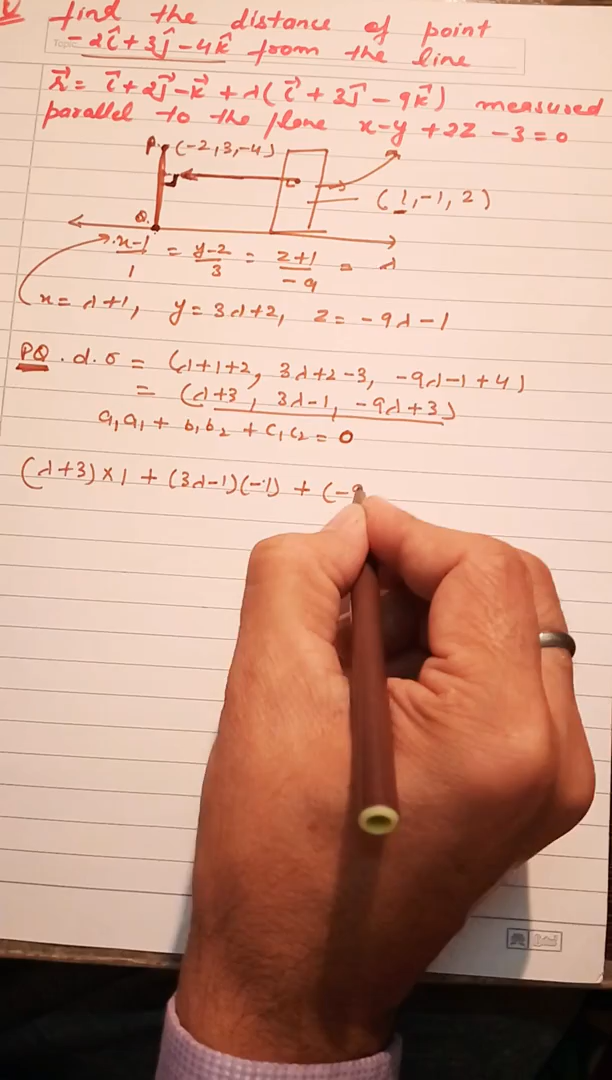 find the distance of point
-2î+3ĵ-4k̂ from the line
Topic
r⃗ = i⃗ + 2j⃗ - k⃗ + λ(i⃗ + 3j⃗ - 9k⃗) measured
parallel to the plane x-y+2z-3=0
P (-2,3,-4)
(1,-1,2)
Q
x-1/1 = y-2/3 = z+1/-9 = λ
x=λ+1, y=3λ+2, z=-9λ-1
PQ. d.r = (λ+1+2, 3λ+2-3, -9λ-1+4)
= (λ+3, 3λ-1, -9λ+3)
a₁a₁ + b₁b₂ + c₁c₂ = 0
(λ+3)×1 + (3λ-1)(-1) + (-9